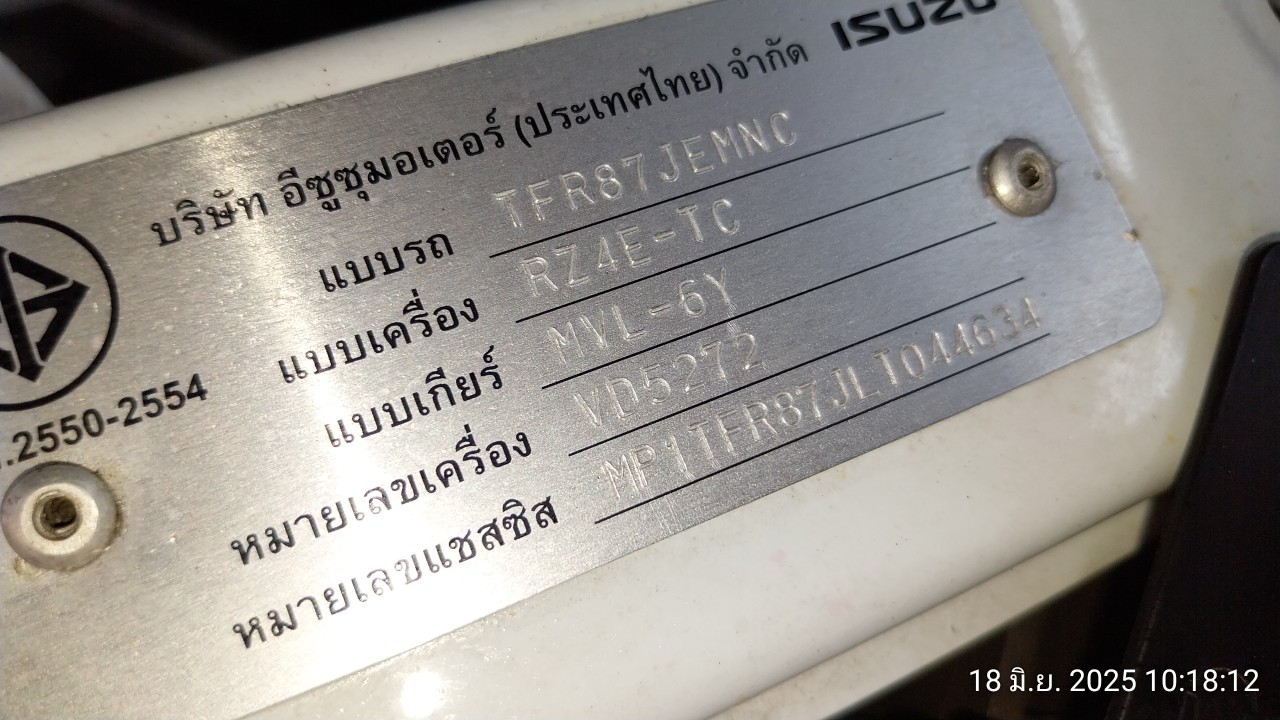 ISUZU
บริษัท อีซูซุมอเตอร์ (ประเทศไทย) จำกัด
แบบรถ TFR87JEMNC
แบบเครื่อง RZ4E-TC
แบบเกียร์ MVL-6Y
หมายเลขเครื่อง VD5272
หมายเลขแชสซิส MP1TFR87JLT044634
.2550-2554
18 มิ.ย. 2025 10:18:12